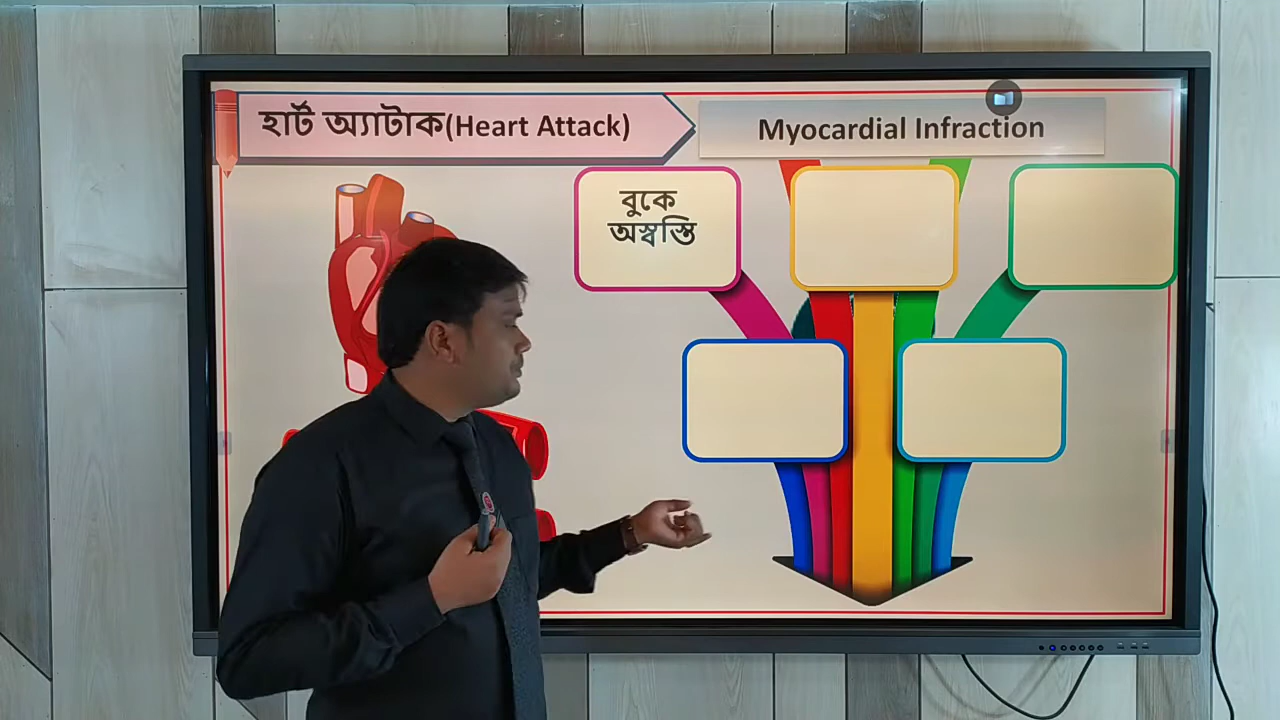 হার্ট অ্যাটাক(Heart Attack)
Myocardial Infraction
বুকে
অস্বস্তি